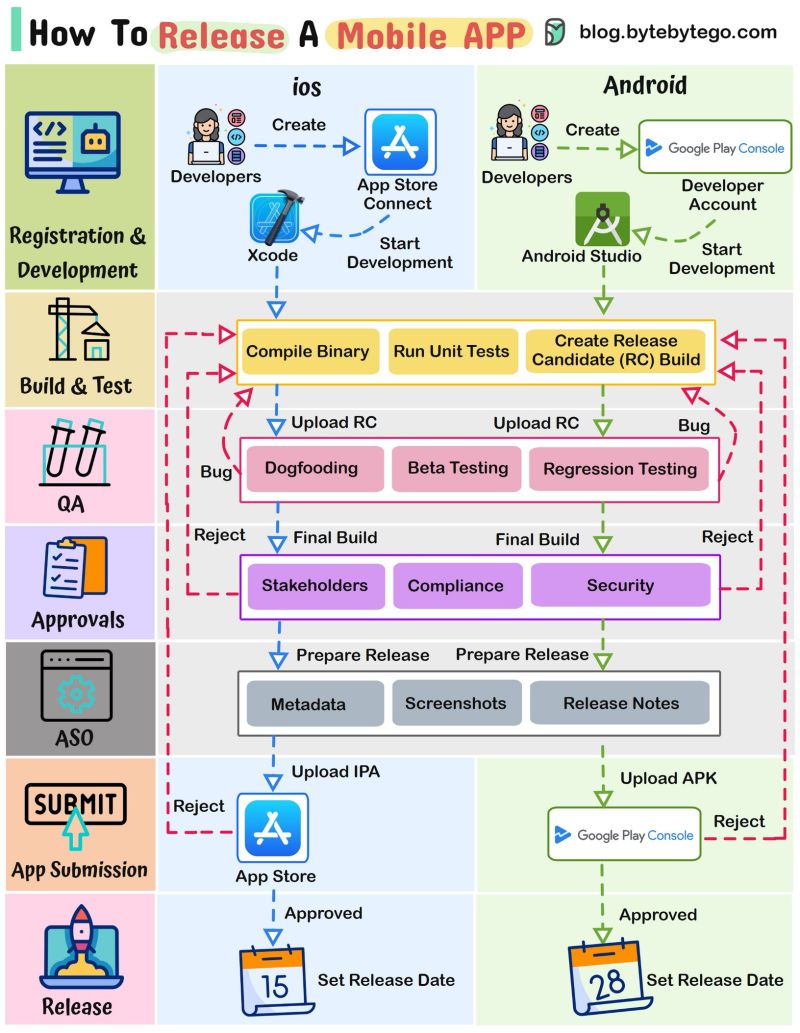 How To Release A Mobile APP
blog.bytebytego.com
ios
Android
Developers
Create
App Store
Connect
Xcode
Start
Development
Developers
Create
Google Play Console
Developer
Account
Android Studio
Start
Development
Registration &
Development
Build & Test
Compile Binary
Run Unit Tests
Create Release
Candidate (RC) Build
Upload RC
Upload RC
Bug
Bug
QA
Dogfooding
Beta Testing
Regression Testing
Reject
Final Build
Final Build
Reject
Approvals
Stakeholders
Compliance
Security
Prepare Release
Prepare Release
ASO
Metadata
Screenshots
Release Notes
Upload IPA
Upload APK
SUBMIT
App Submission
Reject
App Store
Google Play Console
Reject
Approved
Approved
Release
15
Set Release Date
28
Set Release Date